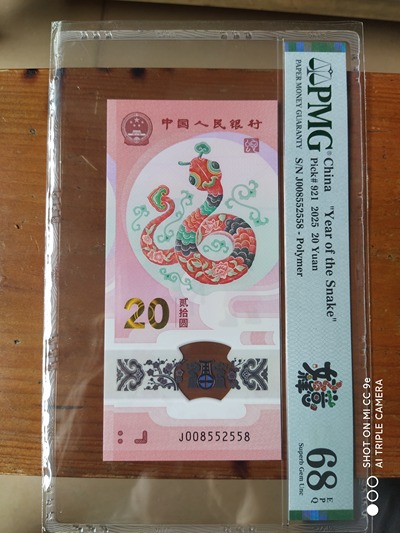 中国人民银行
20
贰拾圆
J008552558
PMG
PAPER MONEY GUARANTY
China "Year of the Snake"
Pick# 921 2025 20 Yuan
S/N J008552558 - Polymer
68 EPQ
Superb Gem Unc
SHOT ON MI CC 9e
AI TRIPLE CAMERA